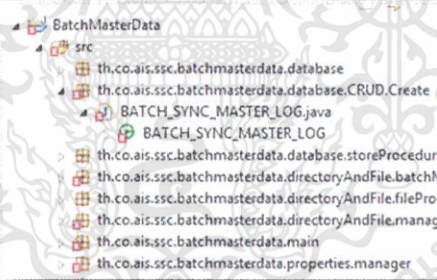 BatchMasterData
src
th.co.ais.ssc.batchmasterdata.database
th.co.ais.ssc.batchmasterdata.database.CRUD.Create
BATCH_SYNC_MASTER_LOG.java
BATCH_SYNC_MASTER_LOG
th.co.ais.ssc.batchmasterdata.database.storeProcedur
th.co.ais.ssc.batchmasterdata.directoryAndFile.batchM
th.co.ais.ssc.batchmasterdata.directoryAndFile.filePro
th.co.ais.ssc.batchmasterdata.directoryAndFile.manag
th.co.ais.ssc.batchmasterdata.main
th.co.ais.ssc.batchmasterdata.properties.manager